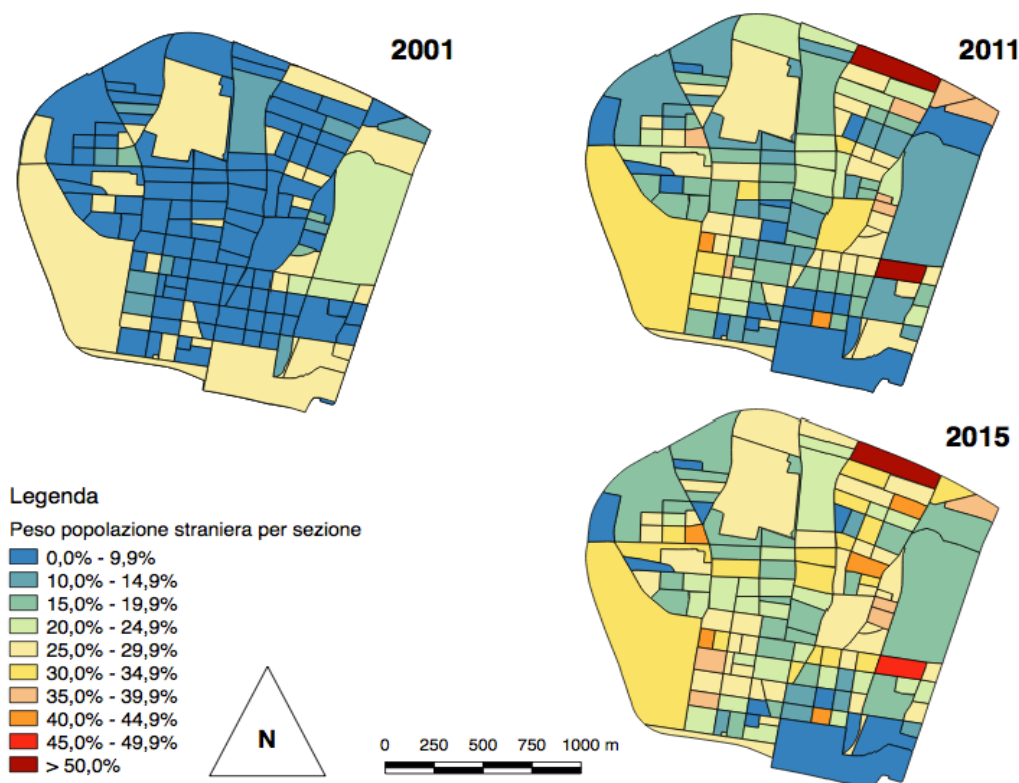 2001
2011
2015
Legenda
Peso popolazione straniera per sezione
0,0% - 9,9%
10,0% - 14,9%
15,0% - 19,9%
20,0% - 24,9%
25,0% - 29,9%
30,0% - 34,9%
35,0% - 39,9%
40,0% - 44,9%
45,0% - 49,9%
> 50,0%
N
0 250 500 750 1000 m